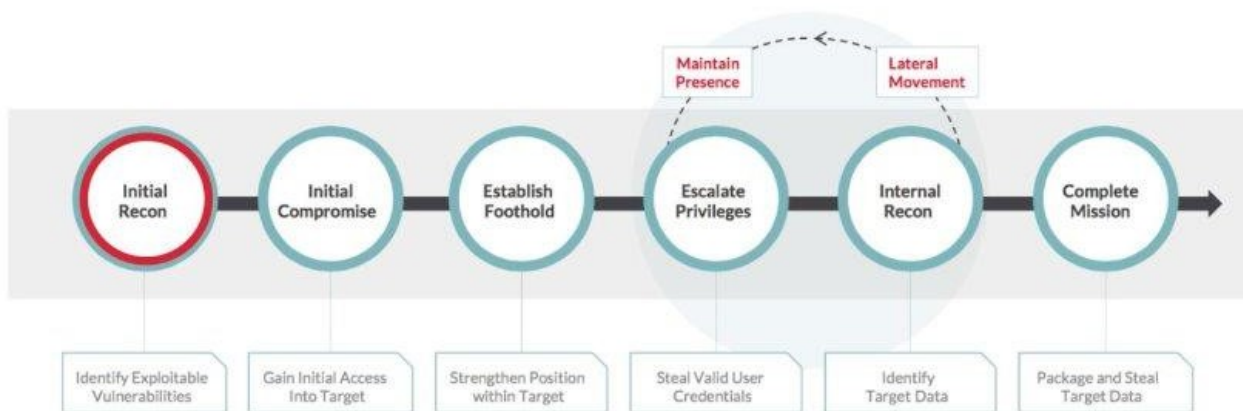 Maintain
Presence
Lateral
Movement
Initial
Recon
Initial
Compromise
Establish
Foothold
Escalate
Privileges
Internal
Recon
Complete
Mission
Identify Exploitable
Vulnerabilities
Gain Initial Access
Into Target
Strengthen Position
within Target
Steal Valid User
Credentials
Identify
Target Data
Package and Steal
Target Data